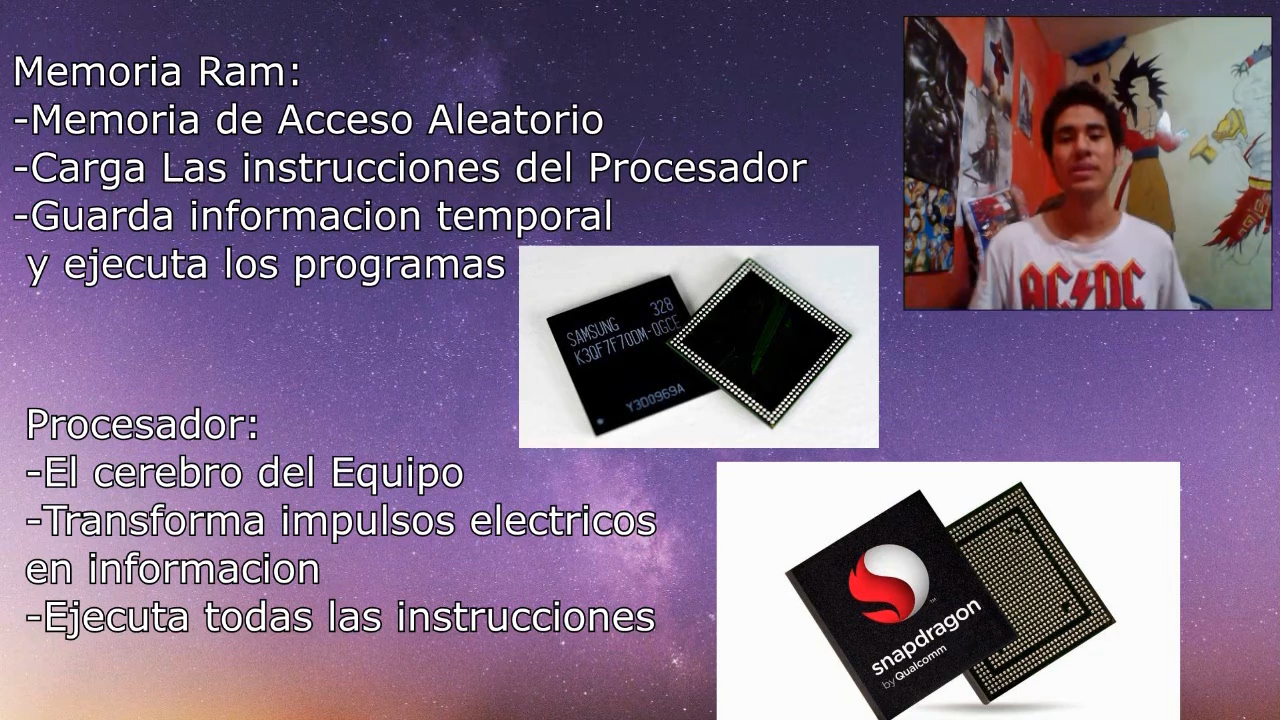 Memoria Ram:
-Memoria de Acceso Aleatorio
-Carga Las instrucciones del Procesador
-Guarda informacion temporal
y ejecuta los programas
SAMSUNG 328
K3QF7F70DM-QGCE
Y3D0969A
AC DC
Procesador:
-El cerebro del Equipo
-Transforma impulsos electricos
en informacion
-Ejecuta todas las instrucciones
snapdragon™
by Qualcomm